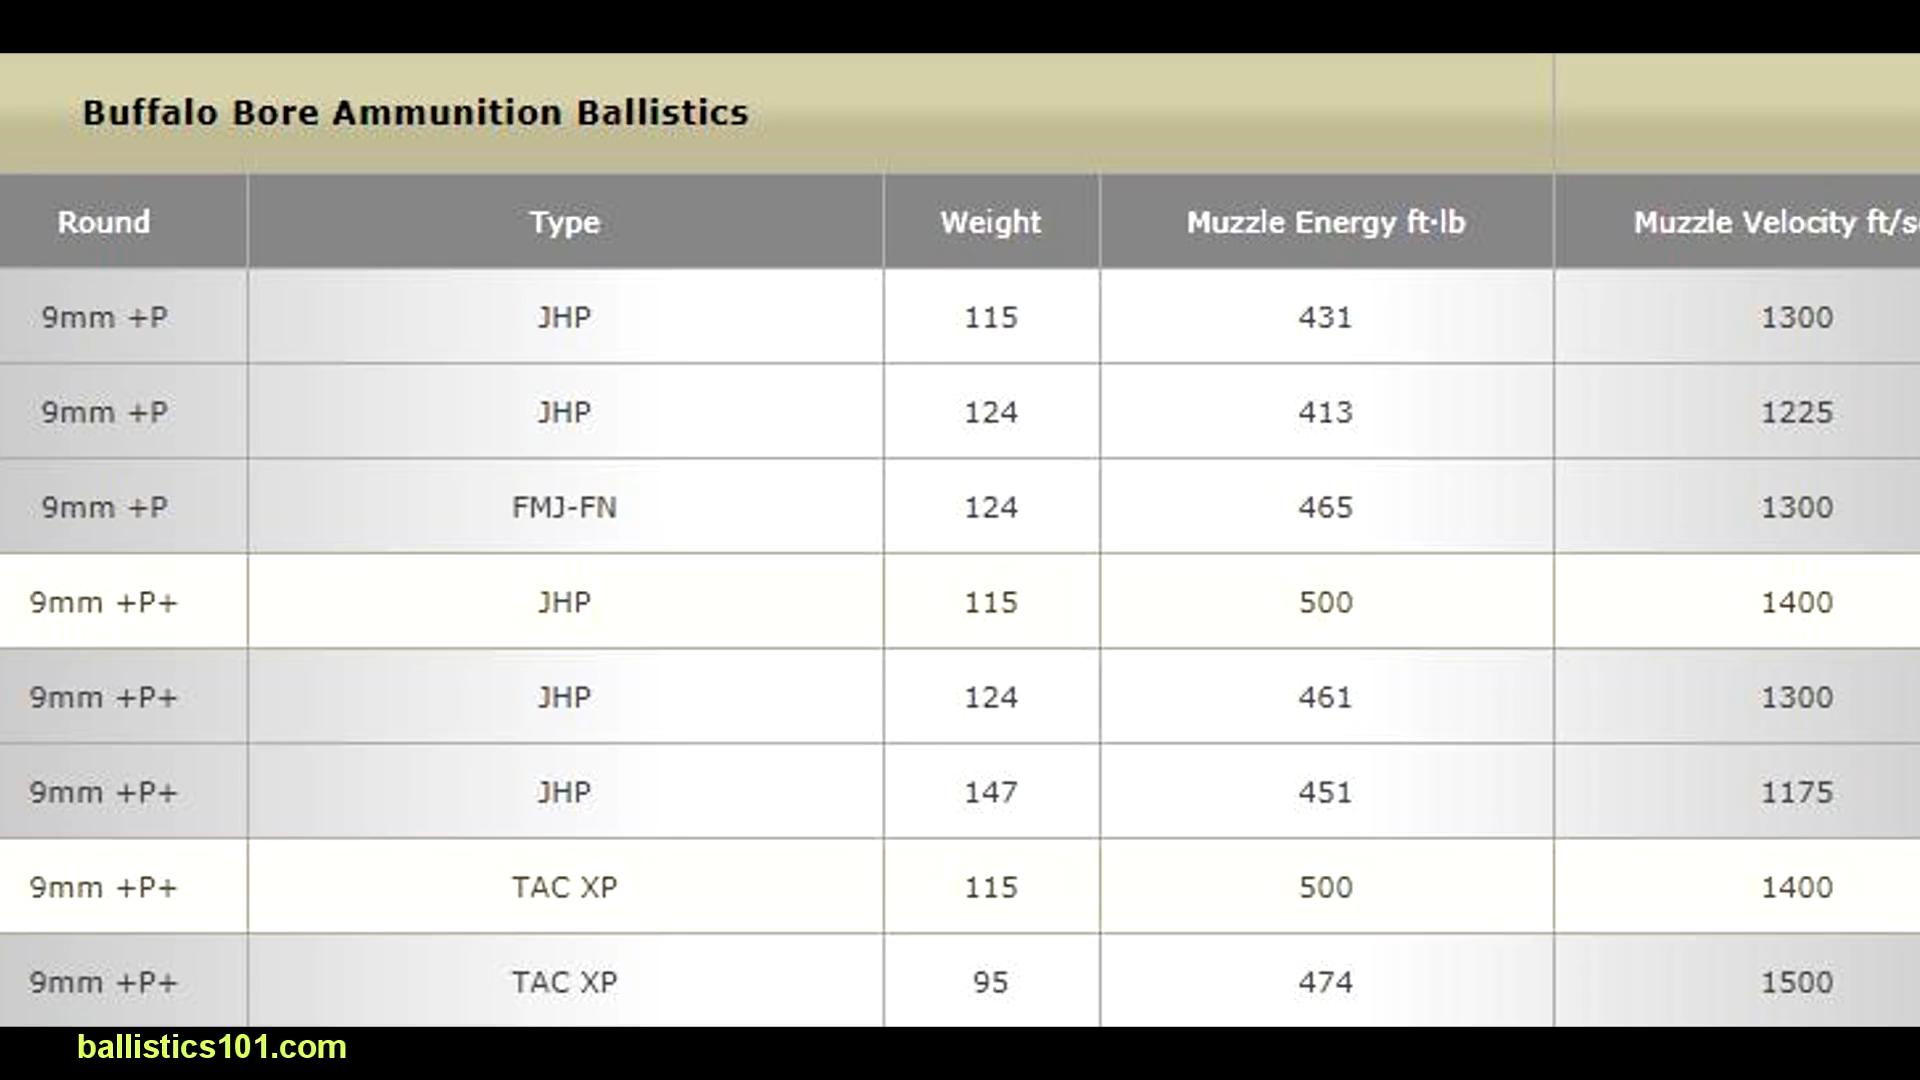 Buffalo Bore Ammunition Ballistics
Round Type Weight Muzzle Energy ft·lb Muzzle Velocity ft/s
9mm +P JHP 115 431 1300
9mm +P JHP 124 413 1225
9mm +P FMJ-FN 124 465 1300
9mm +P+ JHP 115 500 1400
9mm +P+ JHP 124 461 1300
9mm +P+ JHP 147 451 1175
9mm +P+ TAC XP 115 500 1400
9mm +P+ TAC XP 95 474 1500
ballistics101.com